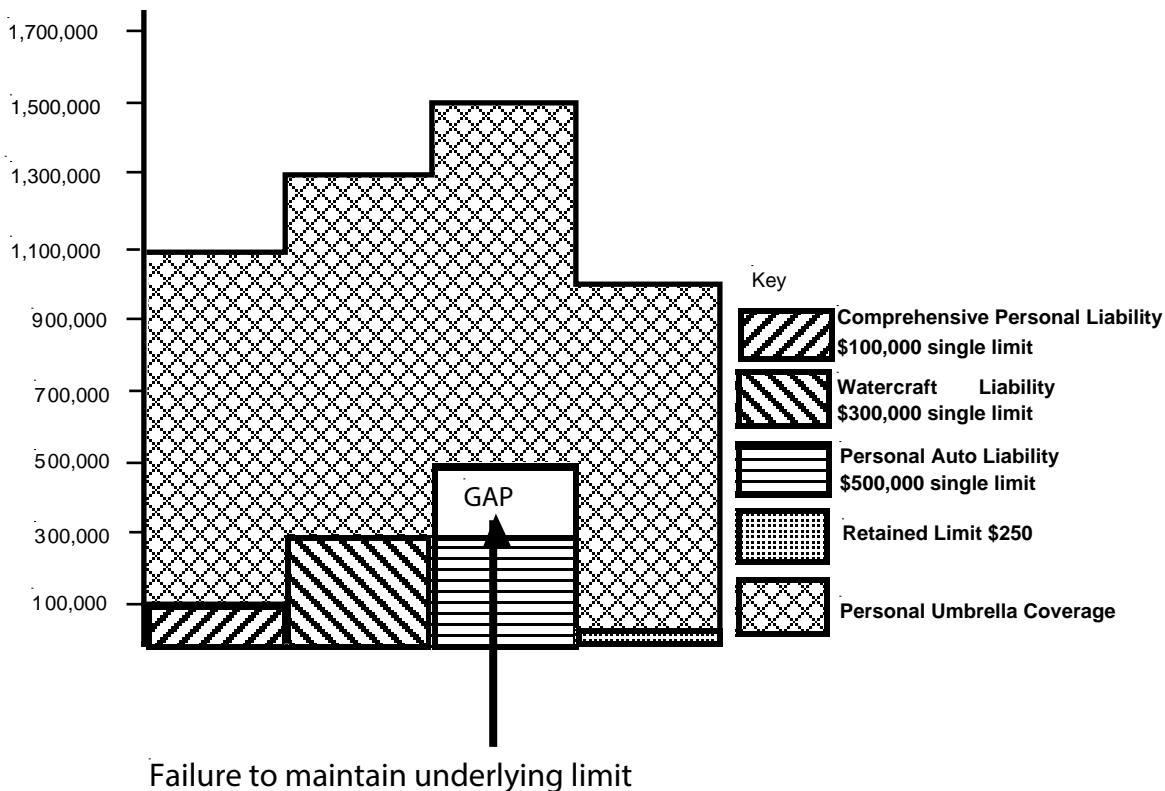 1,700,000
1,500,000
1,300,000
1,100,000
900,000
700,000
500,000
300,000
100,000
GAP
Key
Comprehensive Personal Liability
$100,000 single limit
Watercraft Liability
$300,000 single limit
Personal Auto Liability
$500,000 single limit
Retained Limit $250
Personal Umbrella Coverage
Failure to maintain underlying limit